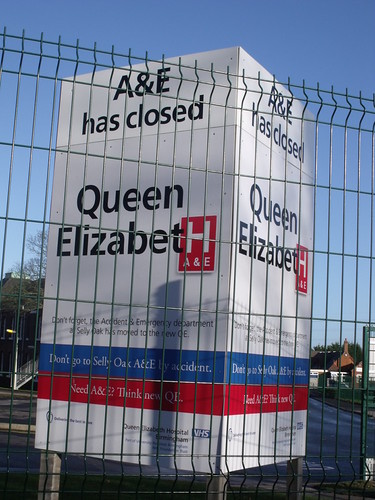 A&E
has closed
Queen
ElizabetH
A & E
Don't forget, the Accident & Emergency department
at Selly Oak has moved to the new QE.
Don't go to Selly Oak A&E by accident.
Need A&E? Think new QE.
Queen Elizabeth Hospital
Birmingham
NHS
A&E
has closed
Queen
ElizabetH
A & E
Don't go to Selly Oak A&E by accident.
Need A&E? Think new QE.